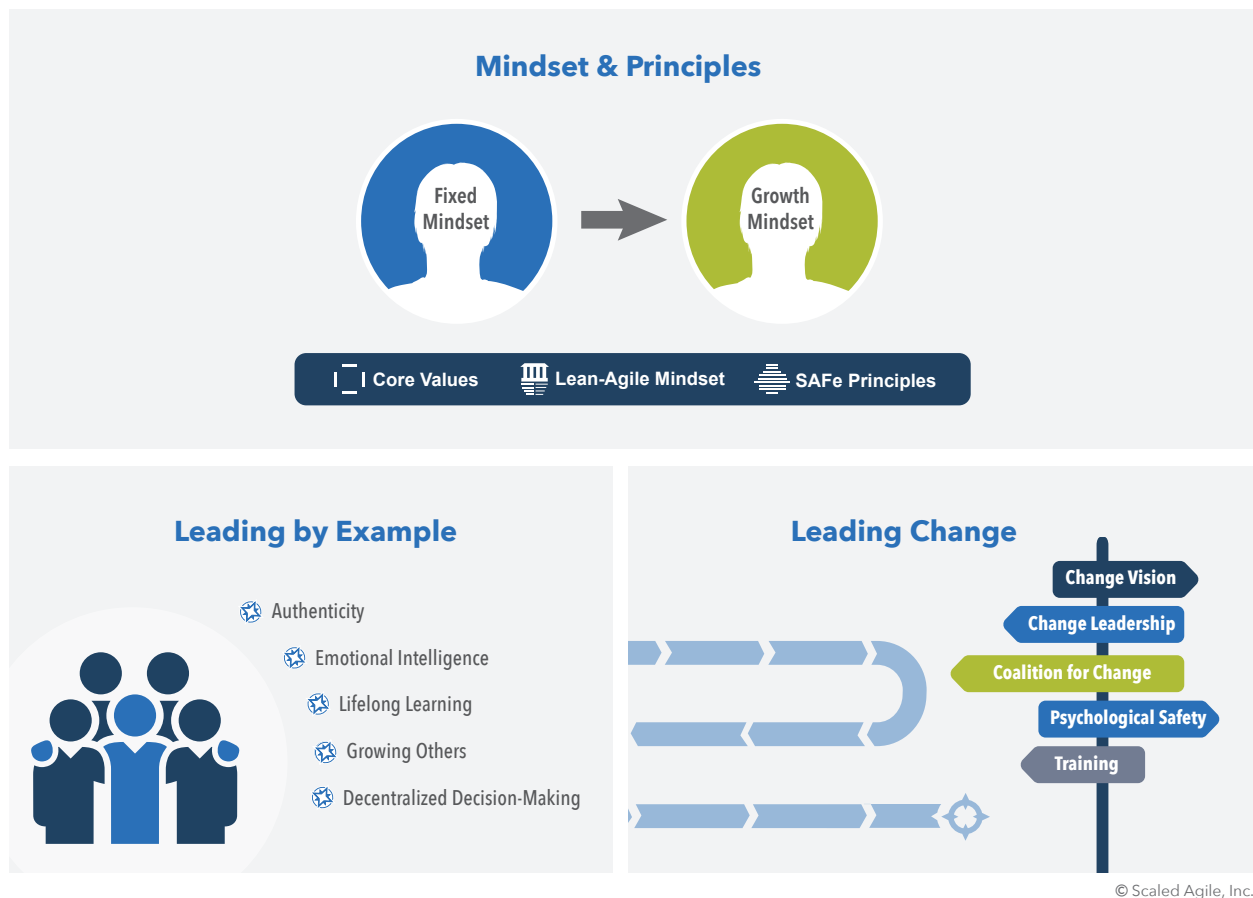 Mindset & Principles
Fixed
Mindset
Growth
Mindset
Core Values
Lean-Agile Mindset
SAFe Principles
Leading by Example
Authenticity
Emotional Intelligence
Lifelong Learning
Growing Others
Decentralized Decision-Making
Leading Change
Change Vision
Change Leadership
Coalition for Change
Psychological Safety
Training
© Scaled Agile, Inc.